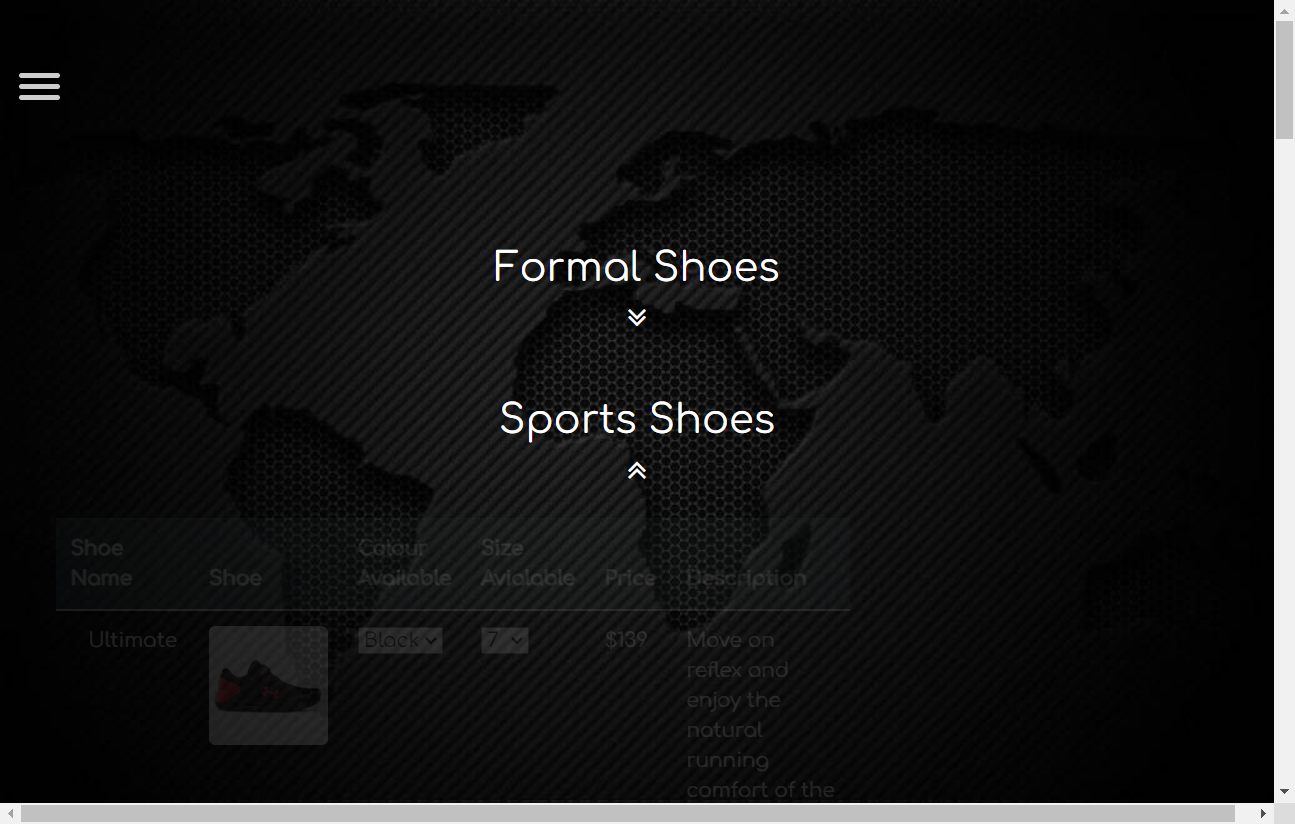 Formal Shoes
Sports Shoes
Shoe Name
Shoe
Colour Available
Size Aviolable
Price
Description
Ultimate
Black
7
$139
Move on
reflex and
enjoy the
natural
running
comfort of the